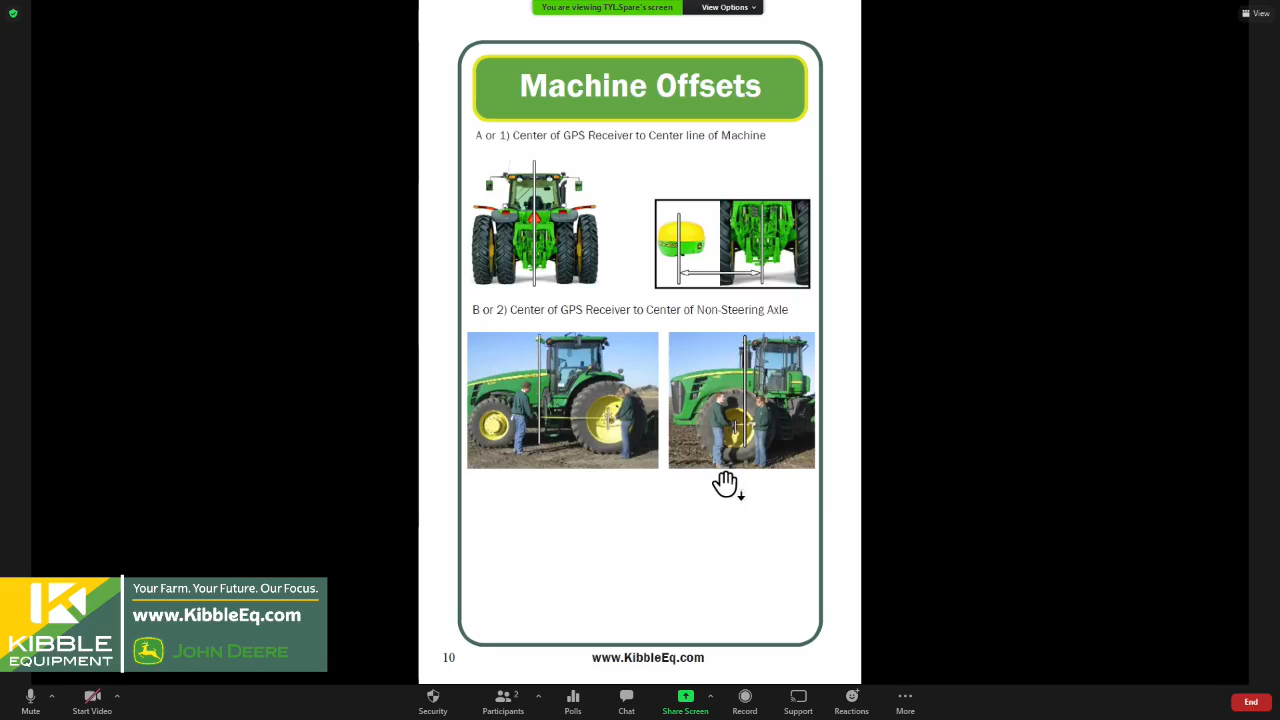 You are viewing TYL.Spare's screen
View Options
View
Machine Offsets
A or 1) Center of GPS Receiver to Center line of Machine
B or 2) Center of GPS Receiver to Center of Non-Steering Axle
Your Farm. Your Future. Our Focus.
www.KibbleEq.com
KIBBLE
EQUIPMENT
JOHN DEERE
10
www.KibbleEq.com
Mute
Start Video
Security
Participants
2
Polls
Chat
Share Screen
Record
Support
Reactions
More
End